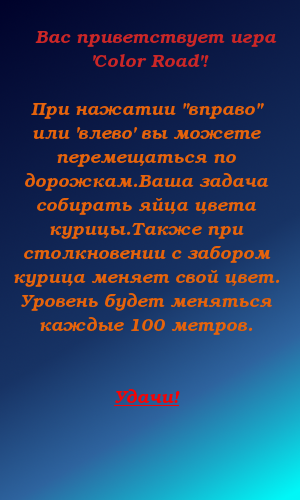 Вас приветствует игра
'Color Road'!
При нажатии "вправо"
или 'влево' вы можете
перемещаться по
дорожкам.Ваша задача
собирать яйца цвета
курицы.Также при
столкновении с забором
курица меняет свой цвет.
Уровень будет меняться
каждые 100 метров.
Удачи!